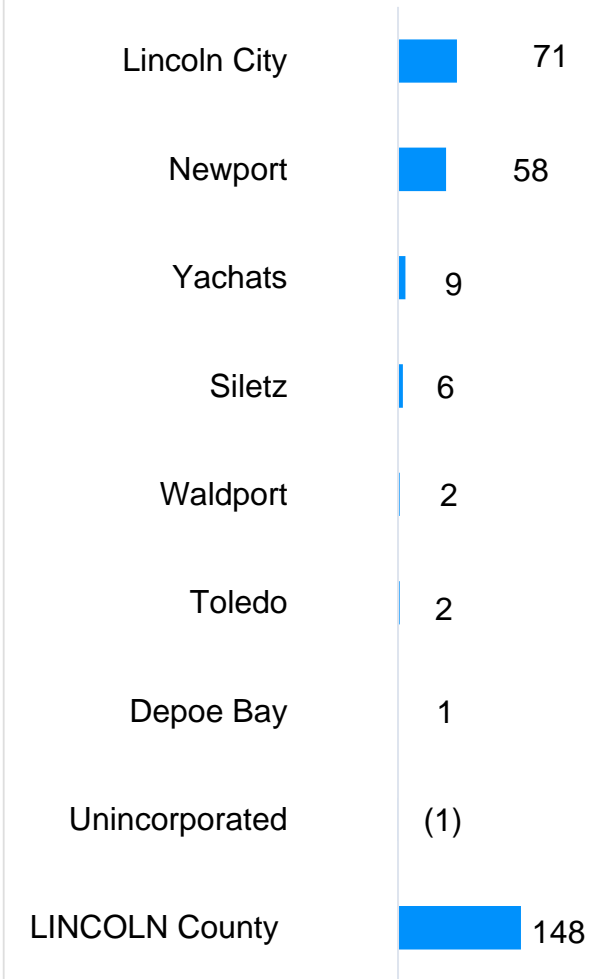 Lincoln City 71
Newport 58
Yachats 9
Siletz 6
Waldport 2
Toledo 2
Depoe Bay 1
Unincorporated (1)
LINCOLN County 148